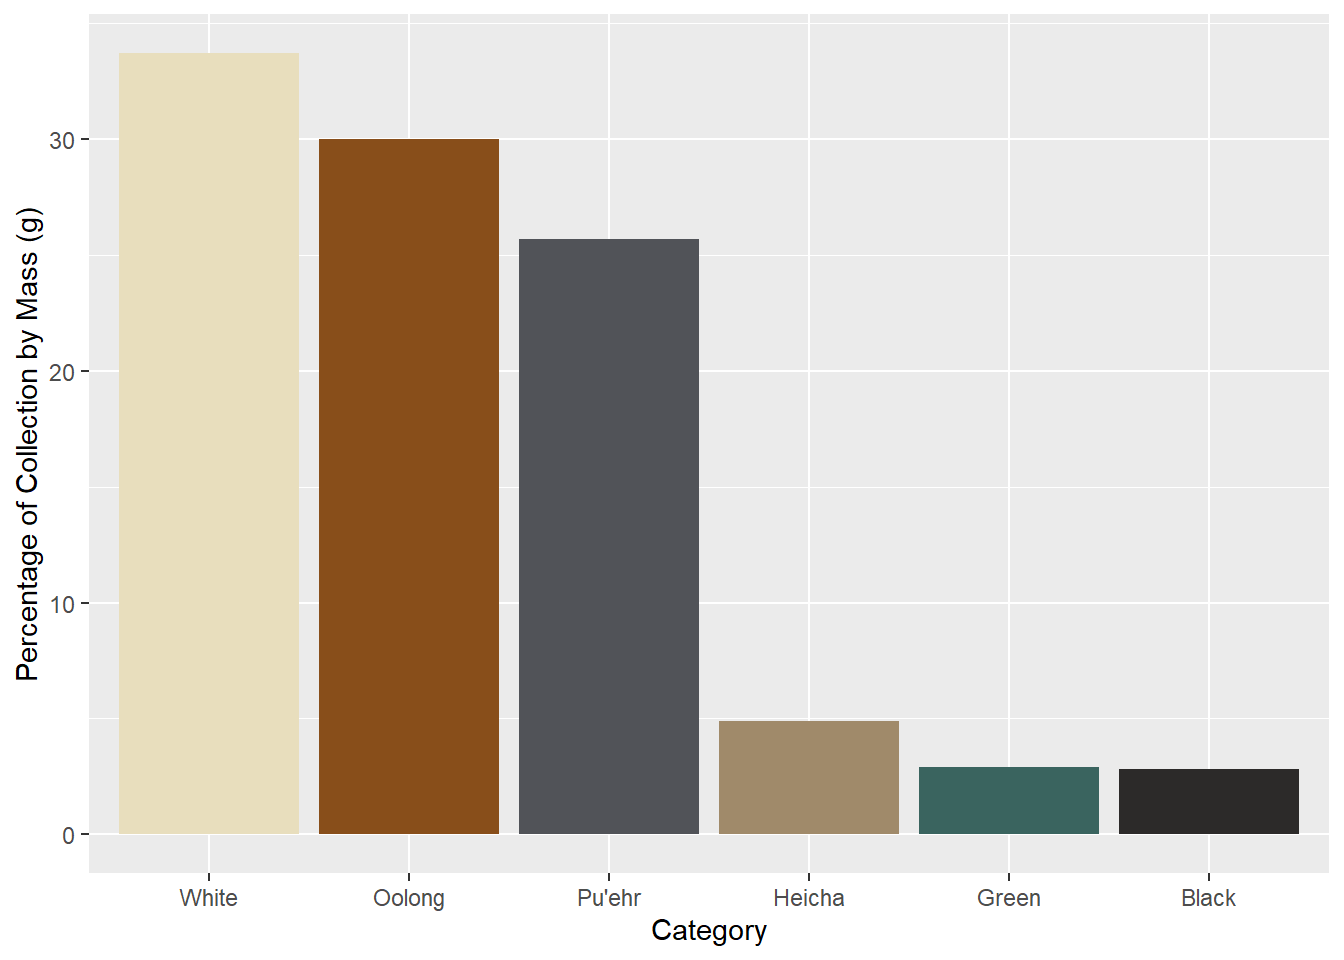 Percentage of Collection by Mass (g)
30
20
10
0
White Oolong Pu'ehr Heicha Green Black
Category